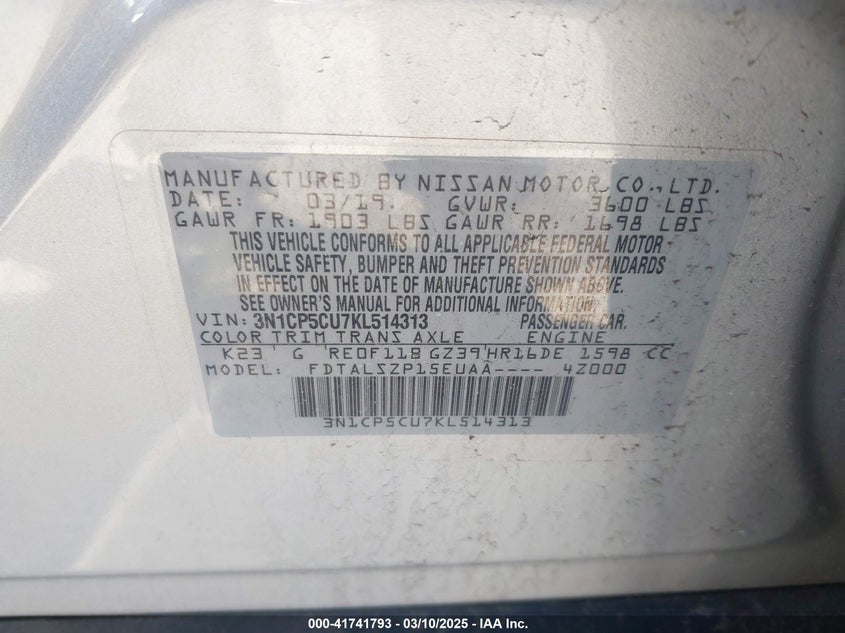 MANUFACTURED BY NISSAN MOTOR CO., LTD.
DATE: 03/19 GVWR: 3600 LBS
GAWR FR: 1903 LBS GAWR RR: 1698 LBS
THIS VEHICLE CONFORMS TO ALL APPLICABLE FEDERAL MOTOR
VEHICLE SAFETY, BUMPER AND THEFT PREVENTION STANDARDS
IN EFFECT ON THE DATE OF MANUFACTURE SHOWN ABOVE.
SEE OWNER'S MANUAL FOR ADDITIONAL INFORMATION.
VIN: 3N1CP5CU7KL514313 PASSENGER CAR.
COLOR TRIM TRANS AXLE ENGINE
K23 G RE0F11B GZ39 HR16DE 1598 CC
MODEL: FDTALSZP15EUAA---- 4Z000
3N1CP5CU7KL514313
000-41741793 - 03/10/2025 - IAA Inc.